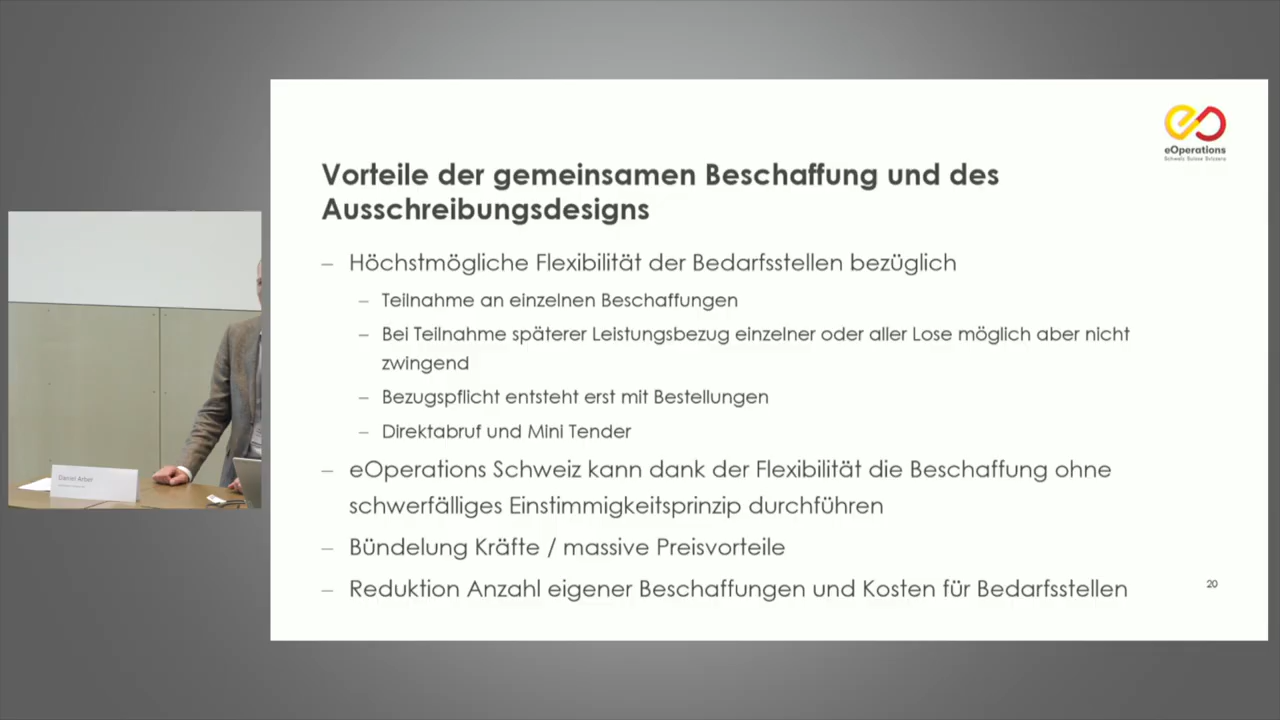 eOperations
Schweiz Suisse Svizzera
Vorteile der gemeinsamen Beschaffung und des
Ausschreibungsdesigns
– Höchstmögliche Flexibilität der Bedarfsstellen bezüglich
– Teilnahme an einzelnen Beschaffungen
– Bei Teilnahme späterer Leistungsbezug einzelner oder aller Lose möglich aber nicht
zwingend
– Bezugspflicht entsteht erst mit Bestellungen
– Direktabruf und Mini Tender
– eOperations Schweiz kann dank der Flexibilität die Beschaffung ohne
schwerfälliges Einstimmigkeitsprinzip durchführen
– Bündelung Kräfte / massive Preisvorteile
– Reduktion Anzahl eigener Beschaffungen und Kosten für Bedarfsstellen
20
Daniel Arber